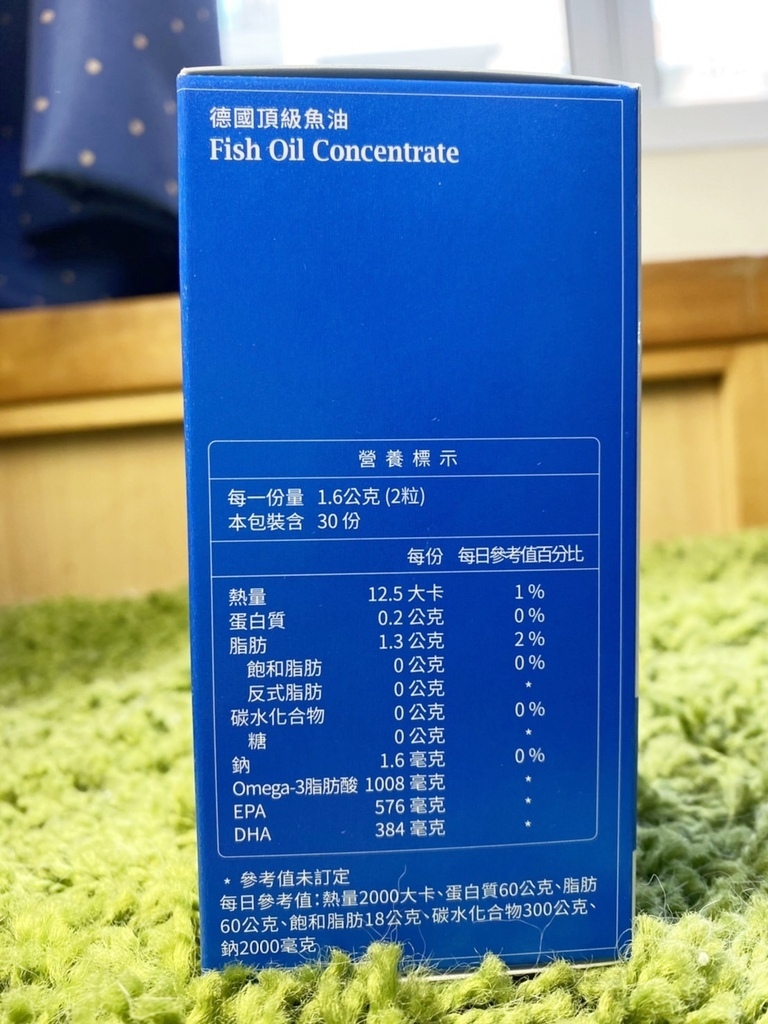 德國頂級魚油
Fish Oil Concentrate
營養標示
每一份量 1.6公克 (2粒)
本包裝含 30 份
每份 每日參考值百分比
熱量 12.5 大卡 1 %
蛋白質 0.2 公克 0 %
脂肪 1.3 公克 2 %
飽和脂肪 0 公克 0 %
反式脂肪 0 公克 *
碳水化合物 0 公克 0 %
糖 0 公克 *
鈉 1.6 毫克 0 %
Omega-3脂肪酸 1008 毫克 *
EPA 576 毫克 *
DHA 384 毫克 *
* 參考值未訂定
每日參考值：熱量2000大卡、蛋白質60公克、脂肪
60公克、飽和脂肪18公克、碳水化合物300公克、
鈉2000毫克